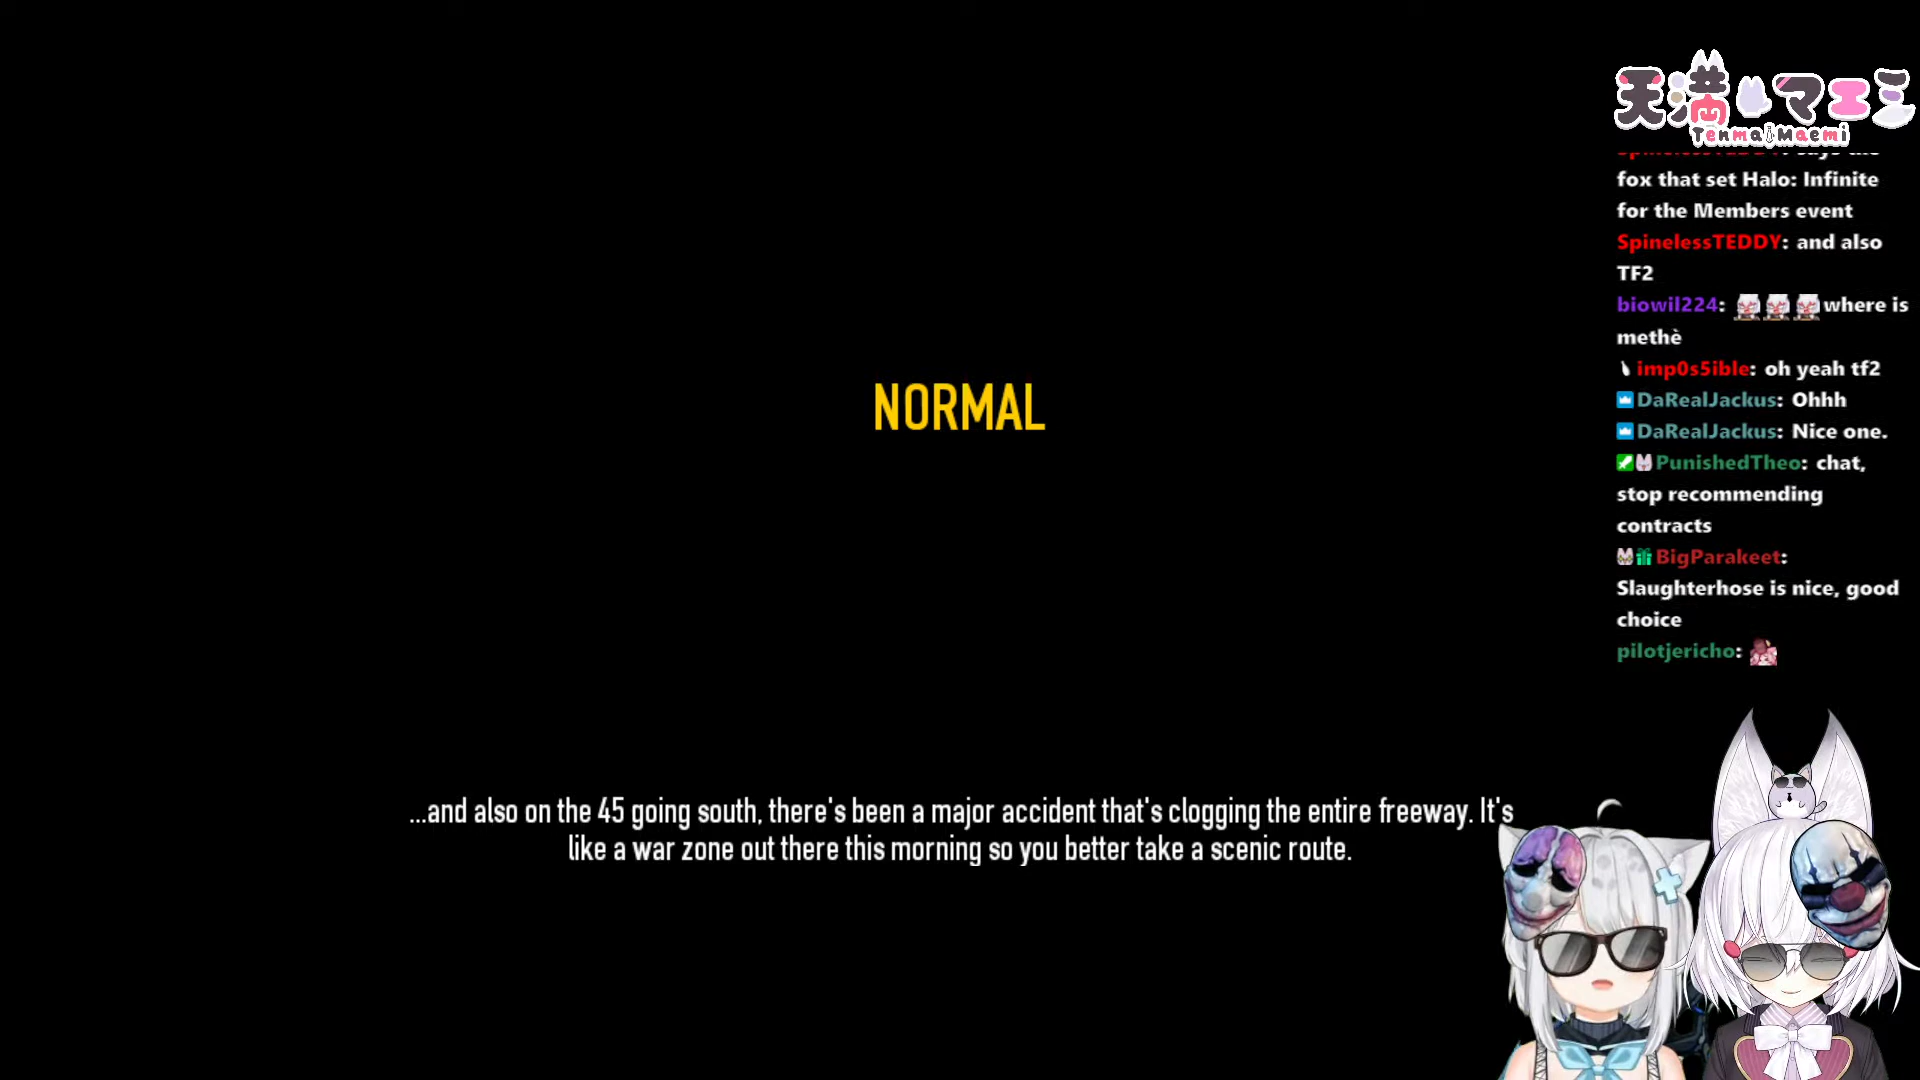 天満マエミ
Tenma Maemi
fox that set Halo: Infinite
for the Members event
SpinelessTEDDY: and also
TF2
biowil224: where is
methè
imp0s5ible: oh yeah tf2
DaRealJackus: Ohhh
DaRealJackus: Nice one.
PunishedTheo: chat,
stop recommending
contracts
BigParakeet:
Slaughterhose is nice, good
choice
pilotjericho:
NORMAL
...and also on the 45 going south, there's been a major accident that's clogging the entire freeway. It's
like a war zone out there this morning so you better take a scenic route.